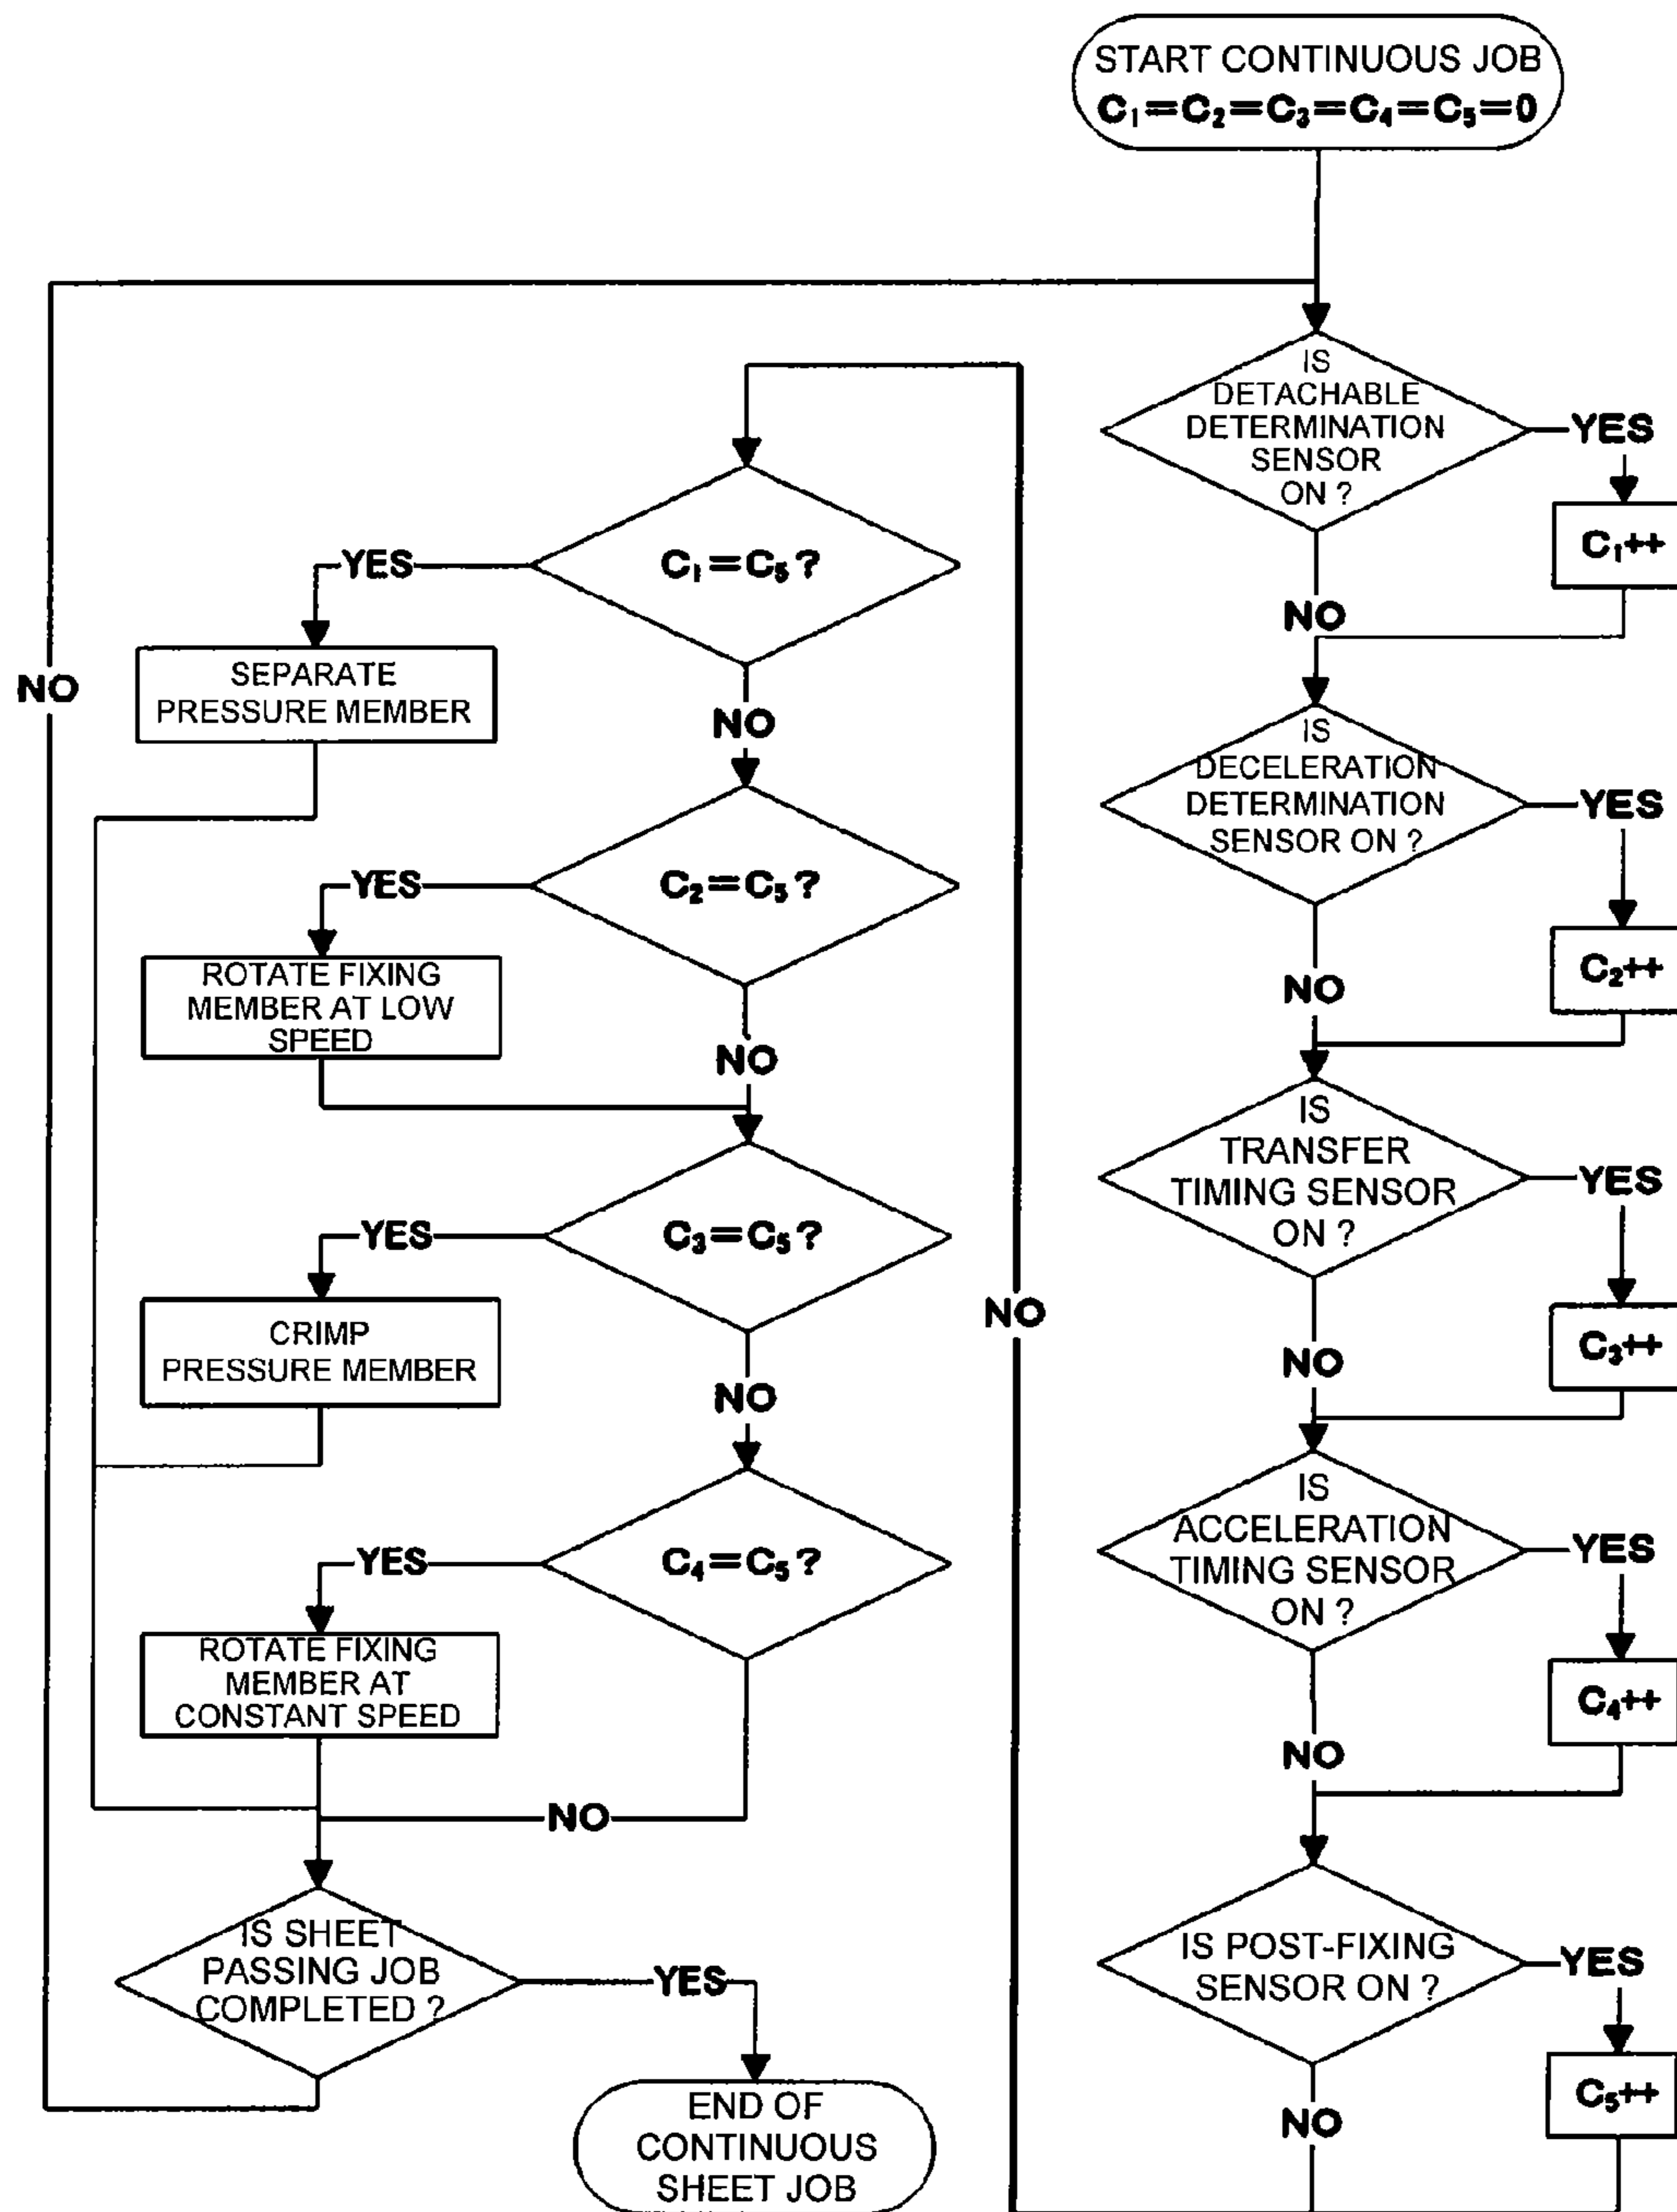 START CONTINUOUS JOB
C₁=C₂=C₃=C₄=C₅=0
IS
DETACHABLE
DETERMINATION
SENSOR
ON ?
YES
C₁++
NO
IS
DECELERATION
DETERMINATION
SENSOR ON ?
YES
C₂++
NO
IS
TRANSFER
TIMING SENSOR
ON ?
YES
C₃++
NO
IS
ACCELERATION
TIMING SENSOR
ON ?
YES
C₄++
NO
IS POST-FIXING
SENSOR ON ?
YES
C₅++
NO
NO
C₁=C₅?
YES
SEPARATE
PRESSURE MEMBER
NO
C₂=C₅?
YES
ROTATE FIXING
MEMBER AT LOW
SPEED
NO
C₃=C₅?
YES
CRIMP
PRESSURE MEMBER
NO
C₄=C₅?
YES
ROTATE FIXING
MEMBER AT
CONSTANT SPEED
NO
IS SHEET
PASSING JOB
COMPLETED ?
YES
NO
END OF
CONTINUOUS
SHEET JOB